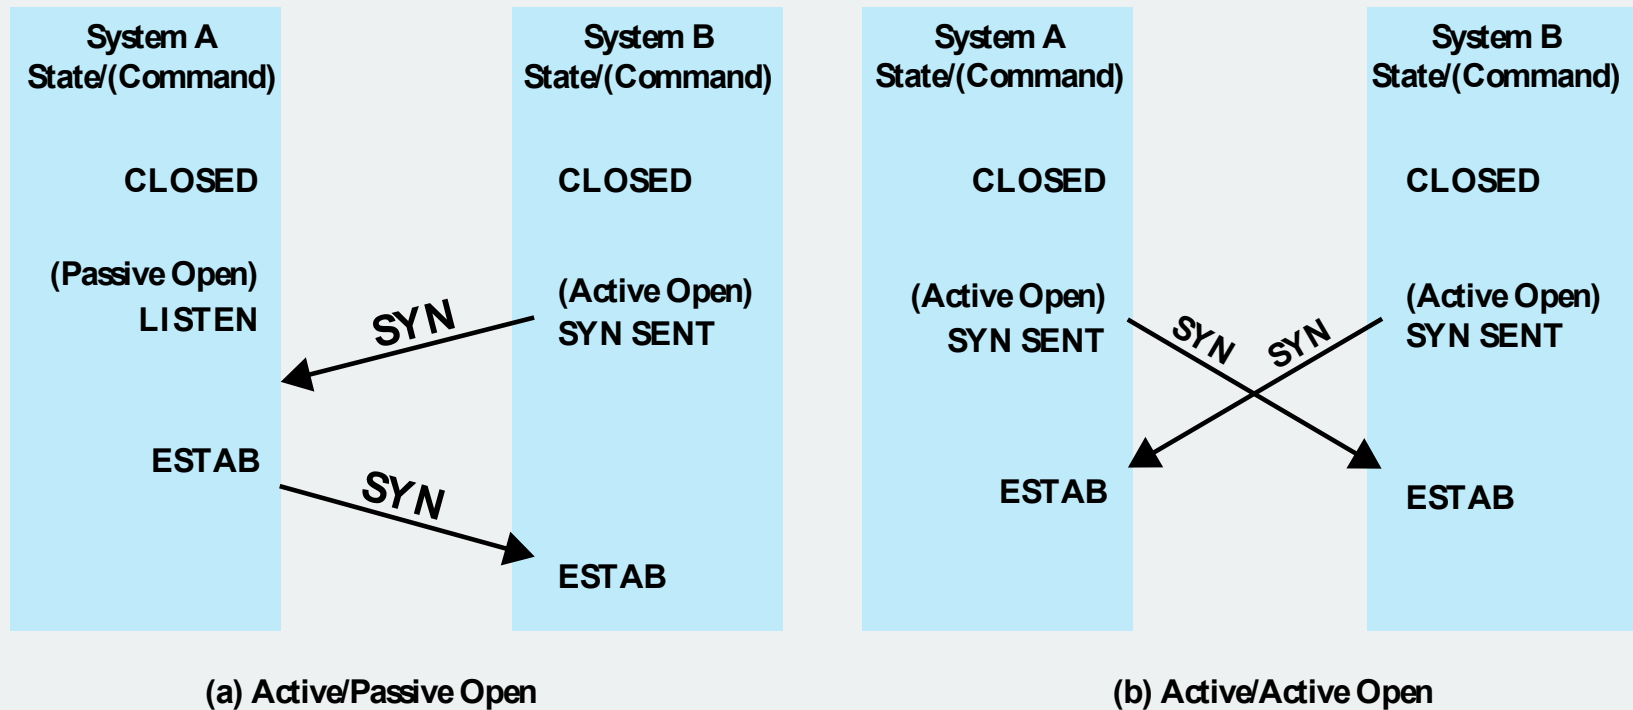 System A
State/(Command)
CLOSED
(Passive Open)
LISTEN
ESTAB
SYN
SYN
System B
State/(Command)
CLOSED
(Active Open)
SYN SENT
ESTAB
(a) Active/Passive Open
System A
State/(Command)
CLOSED
(Active Open)
SYN SENT
ESTAB
SYN
SYN
System B
State/(Command)
CLOSED
(Active Open)
SYN SENT
ESTAB
(b) Active/Active Open